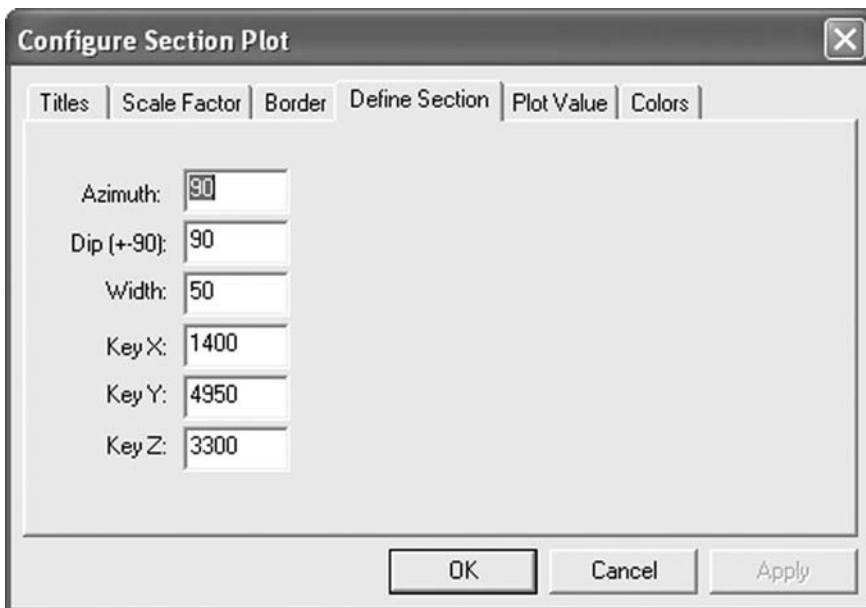 Configure Section Plot
Titles Scale Factor Border Define Section Plot Value Colors
Azimuth: 90
Dip (+-90): 90
Width: 50
Key X: 1400
Key Y: 4950
Key Z: 3300
OK Cancel Apply